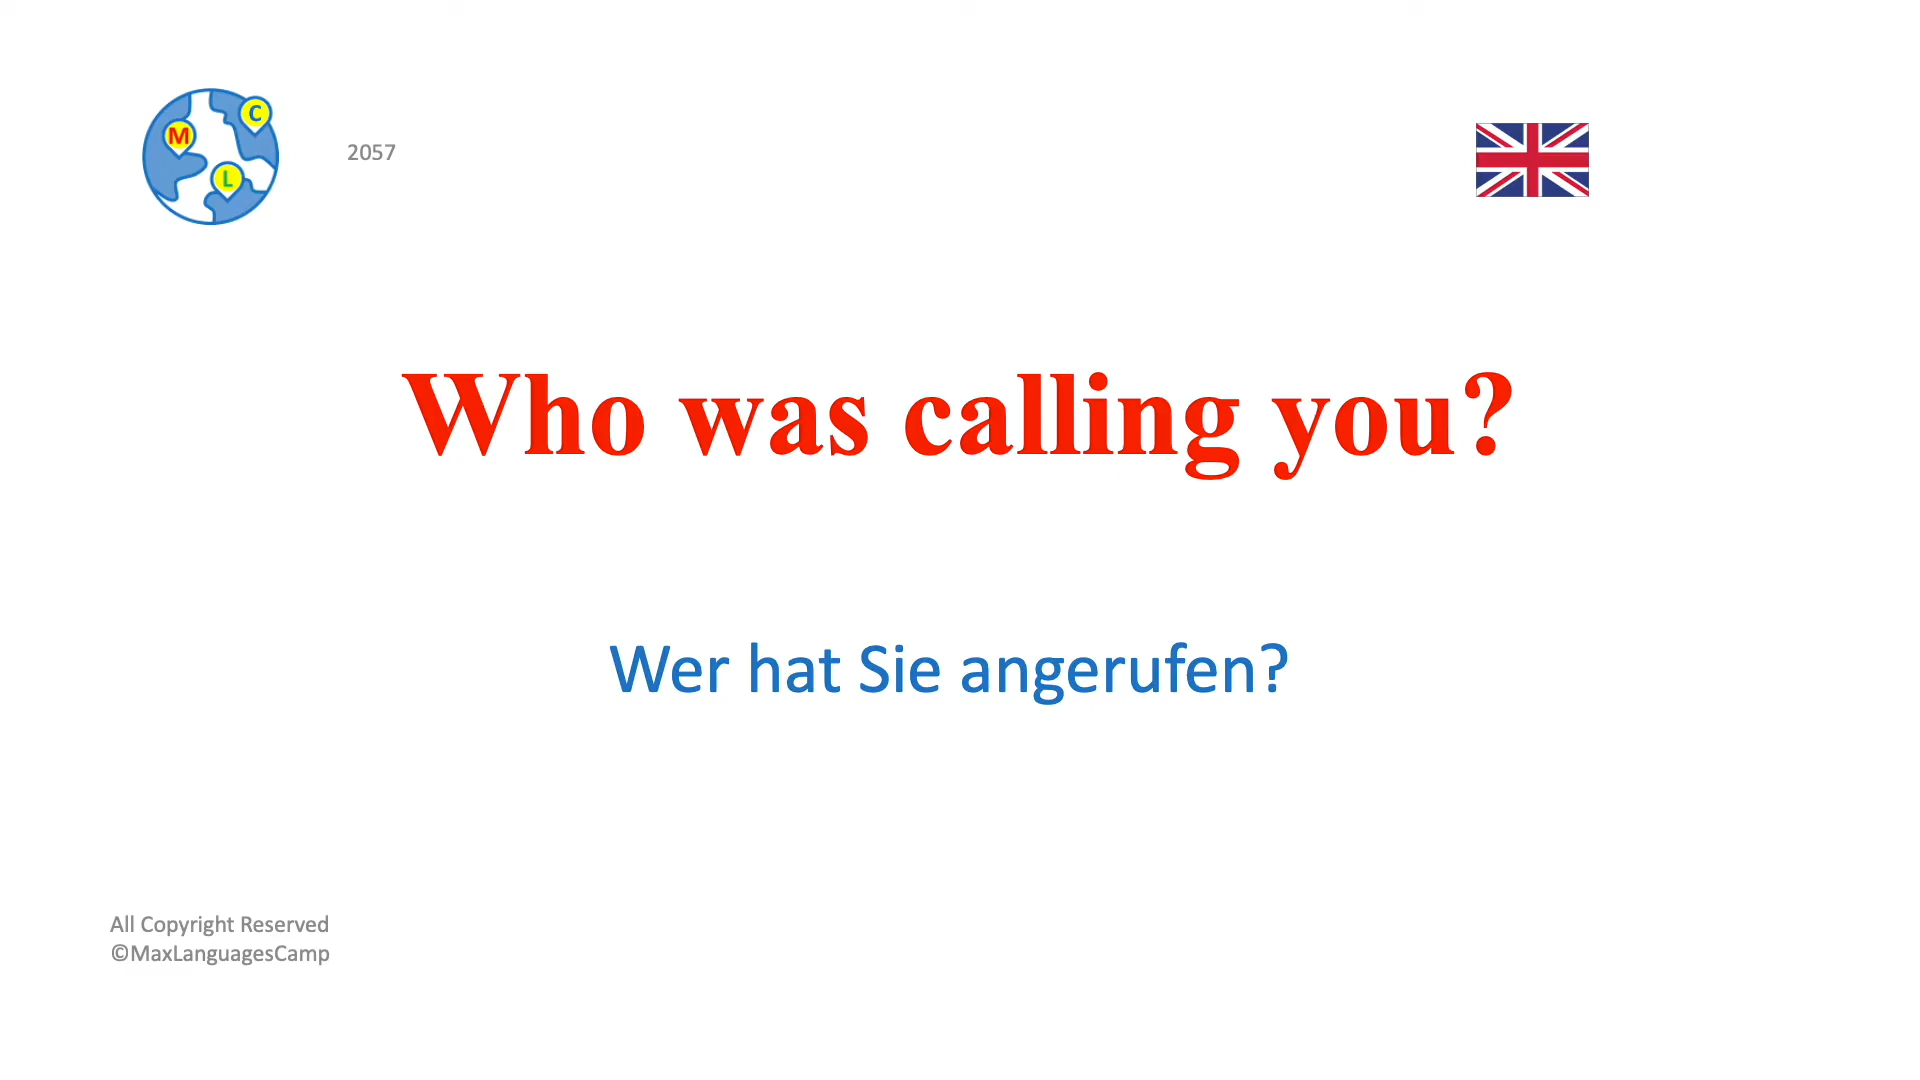 M
C
L
2057
Who was calling you?
Wer hat Sie angerufen?
All Copyright Reserved
©MaxLanguagesCamp